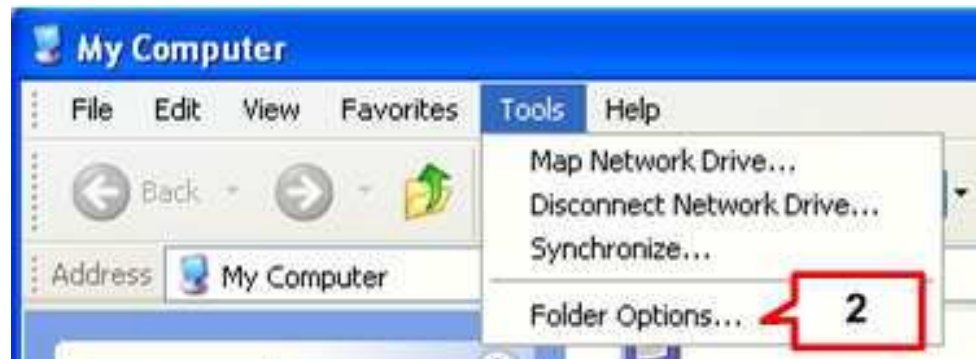 My Computer
File Edit View Favorites Tools Help
Map Network Drive...
Disconnect Network Drive...
Synchronize...
Folder Options...
2
Back
Address My Computer